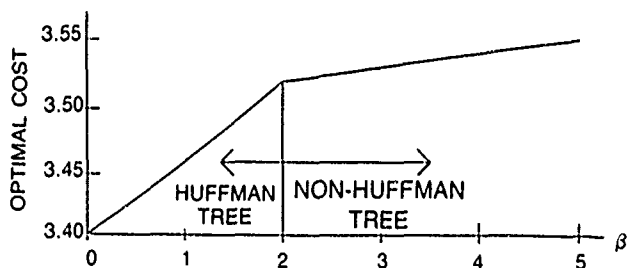 OPTIMAL COST
3.55
3.50
3.45
3.40
HUFFMAN
TREE
NON-HUFFMAN
TREE
0 1 2 3 4 5 β